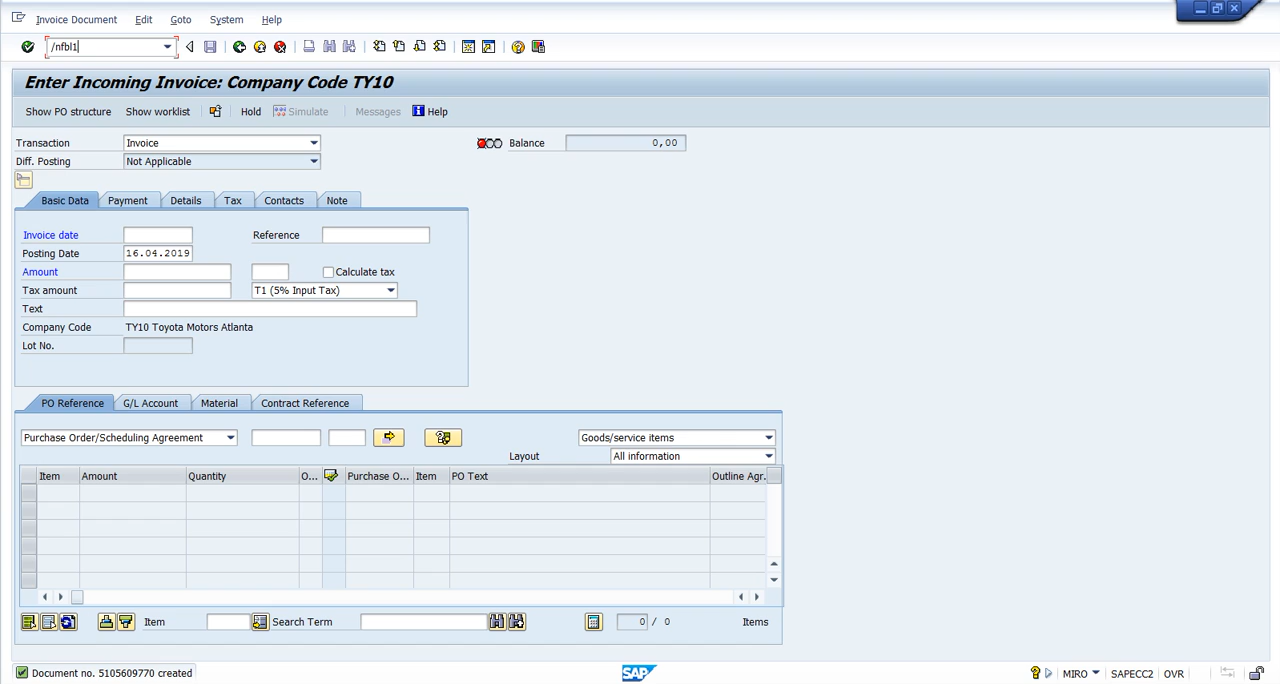 Invoice Document Edit Goto System Help
/nfbl1
Enter Incoming Invoice: Company Code TY10
Show PO structure Show worklist Hold Simulate Messages Help
Transaction Invoice Balance 0,00
Diff. Posting Not Applicable
Basic Data Payment Details Tax Contacts Note
Invoice date Reference
Posting Date 16.04.2019
Amount Calculate tax
Tax amount T1 (5% Input Tax)
Text
Company Code TY10 Toyota Motors Atlanta
Lot No.
PO Reference G/L Account Material Contract Reference
Purchase Order/Scheduling Agreement Goods/service items
Layout All information
Item Amount Quantity O... Purchase O... Item PO Text Outline Agr.
Item Search Term 0 / 0 Items
Document no. 5105609770 created SAP MIRO SAPECC2 OVR